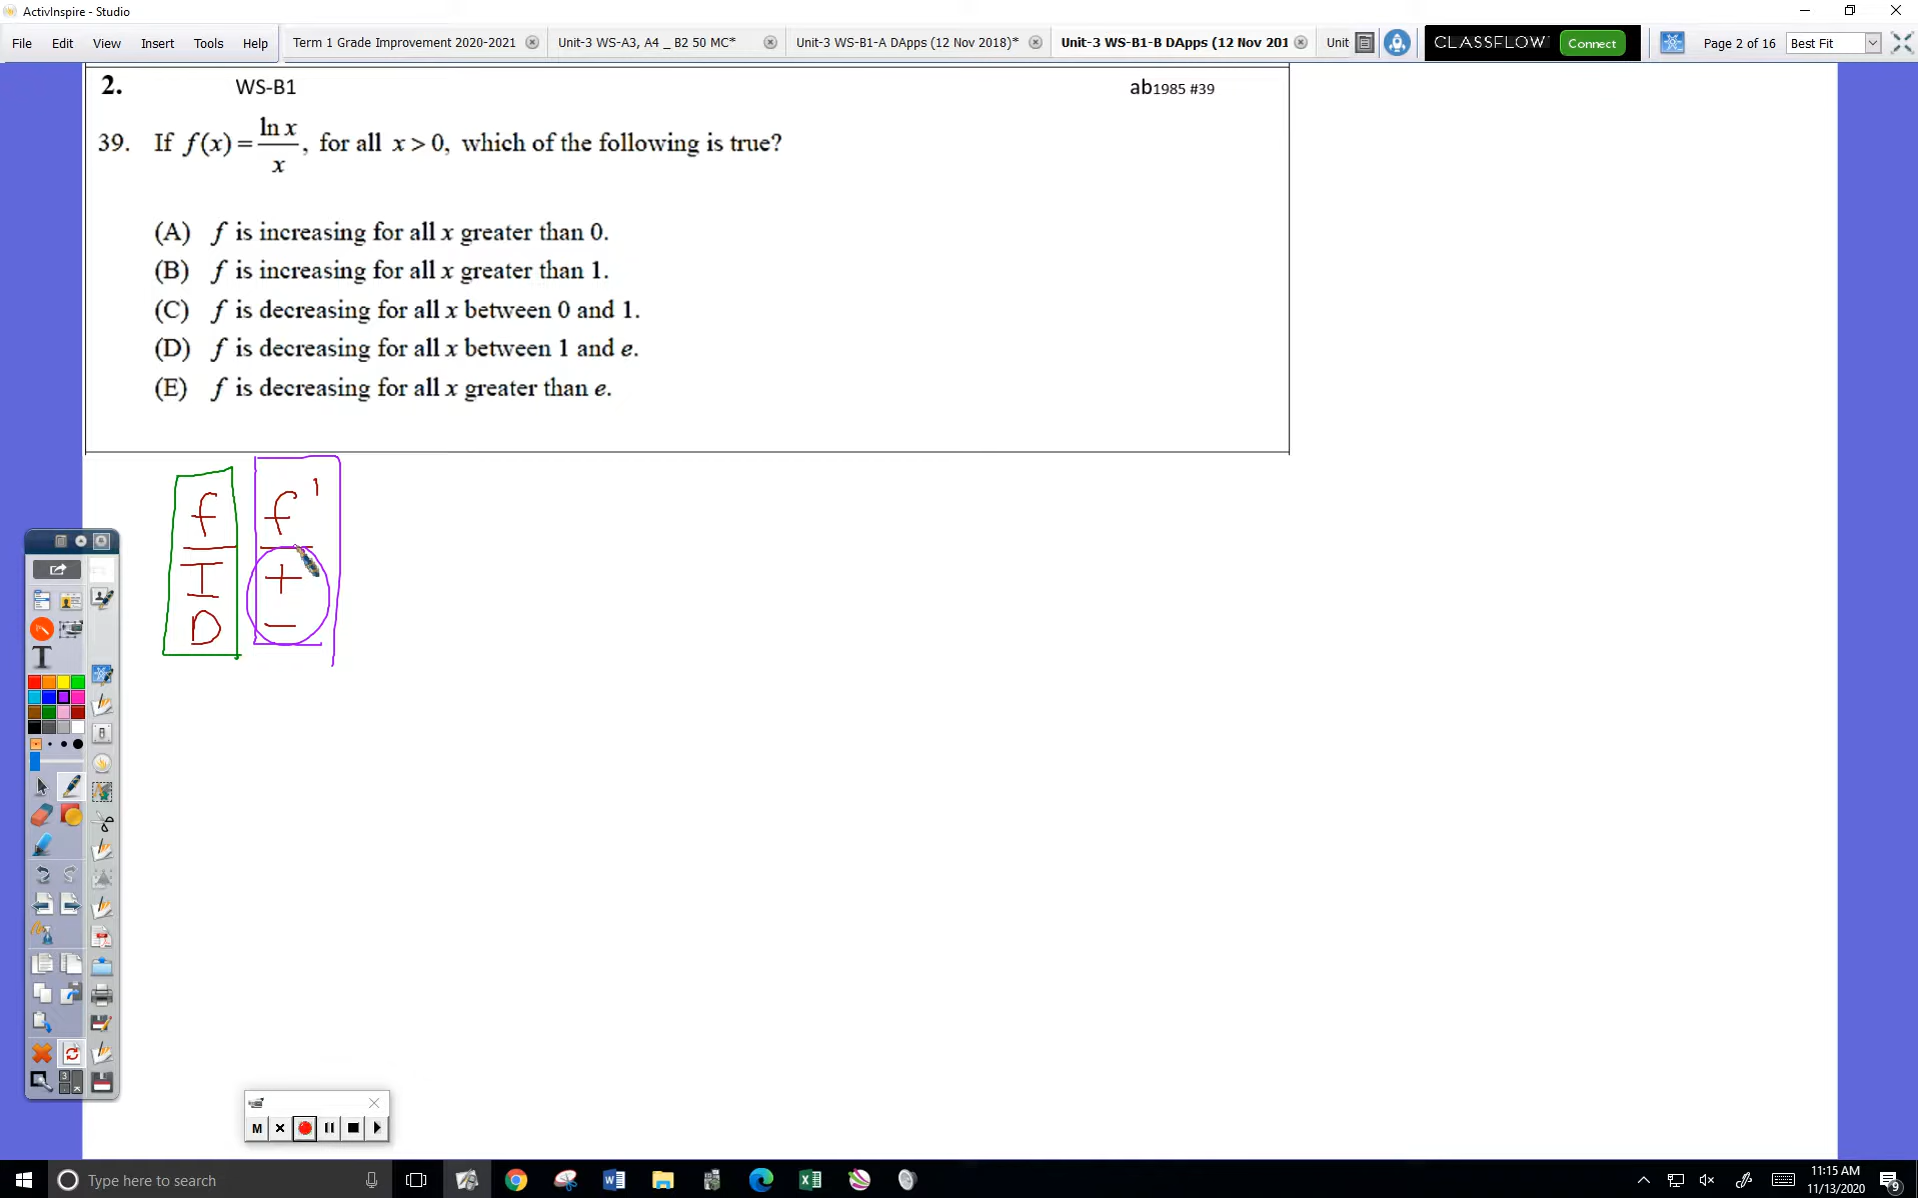 ActivInspire - Studio
File Edit View Insert Tools Help
Term 1 Grade Improvement 2020-2021
Unit-3 WS-A3, A4 _ B2 50 MC*
Unit-3 WS-B1-A DApps (12 Nov 2018)*
Unit-3 WS-B1-B DApps (12 Nov 201
Unit
CLASSFLOW
Connect
Page 2 of 16
Best Fit
2. WS-B1 ab1985 #39
39. If f(x) = ln x / x, for all x > 0, which of the following is true?
(A) f is increasing for all x greater than 0.
(B) f is increasing for all x greater than 1.
(C) f is decreasing for all x between 0 and 1.
(D) f is decreasing for all x between 1 and e.
(E) f is decreasing for all x greater than e.
f f'
I +
D −
T
3
M
Type here to search
11:15 AM
11/13/2020
9